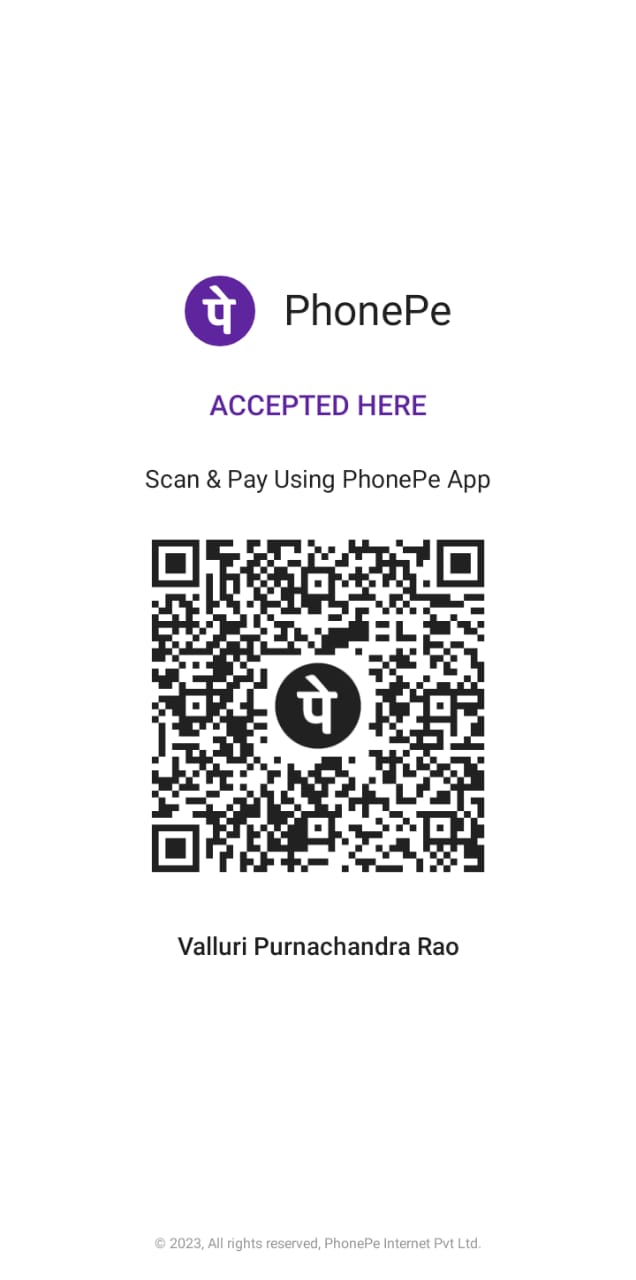 पे PhonePe
ACCEPTED HERE
Scan & Pay Using PhonePe App
पे
Valluri Purnachandra Rao
© 2023, All rights reserved, PhonePe Internet Pvt Ltd.